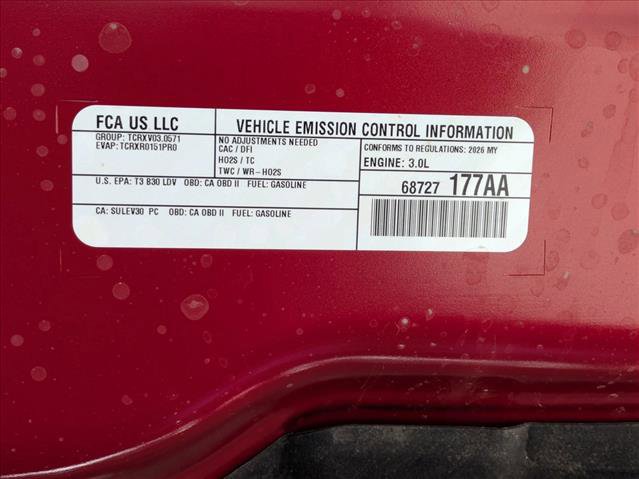 FCA US LLC
GROUP: TCRXV03.0571
EVAP: TCRXR0151PR0
VEHICLE EMISSION CONTROL INFORMATION
NO ADJUSTMENTS NEEDED
CAC / DFI
HO2S / TC
TWC / WR-HO2S
CONFORMS TO REGULATIONS: 2026 MY
ENGINE: 3.0L
U.S. EPA: T3 B30 LDV OBD: CA OBD II FUEL: GASOLINE
CA: SULEV30 PC OBD: CA OBD II FUEL: GASOLINE
68727 177AA